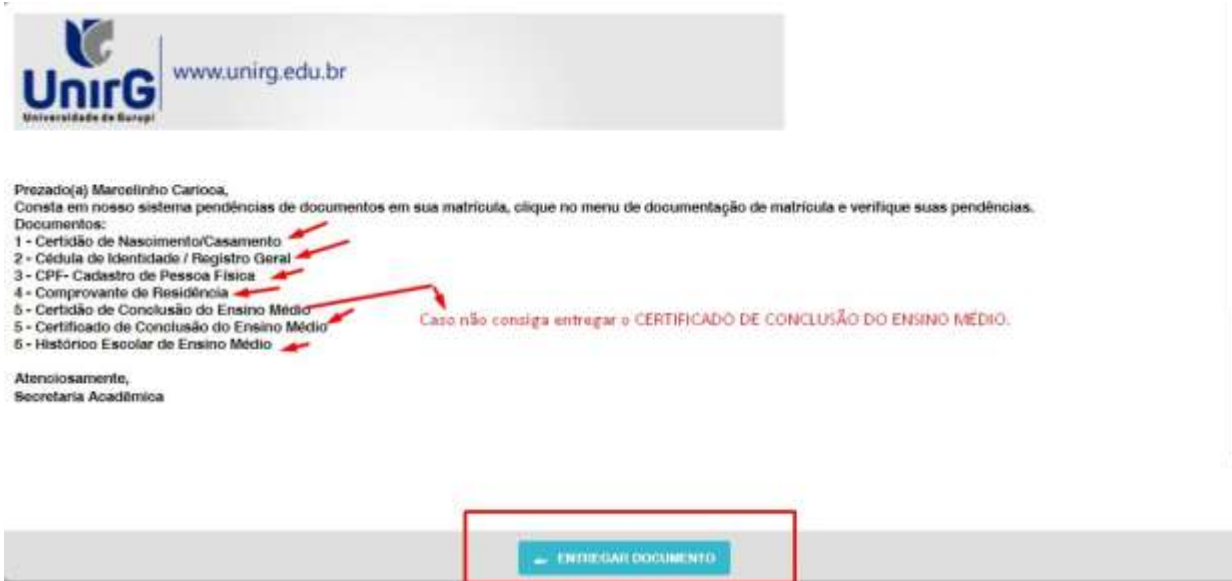 UnirG
Universidade de Gurupi
www.unirg.edu.br
Prezado(a) Marcelinho Carioca,
Consta em nosso sistema pendências de documentos em sua matrícula, clique no menu de documentação de matrícula e verifique suas pendências.
Documentos:
1 - Certidão de Nascimento/Casamento
2 - Cédula de Identidade / Registro Geral
3 - CPF- Cadastro de Pessoa Física
4 - Comprovante de Residência
5 - Certidão de Conclusão do Ensino Médio
5 - Certificado de Conclusão do Ensino Médio
Caso não consiga entregar o CERTIFICADO DE CONCLUSÃO DO ENSINO MÉDIO.
6 - Histórico Escolar de Ensino Médio
Atenciosamente,
Secretaria Acadêmica
ENTREGAR DOCUMENTO